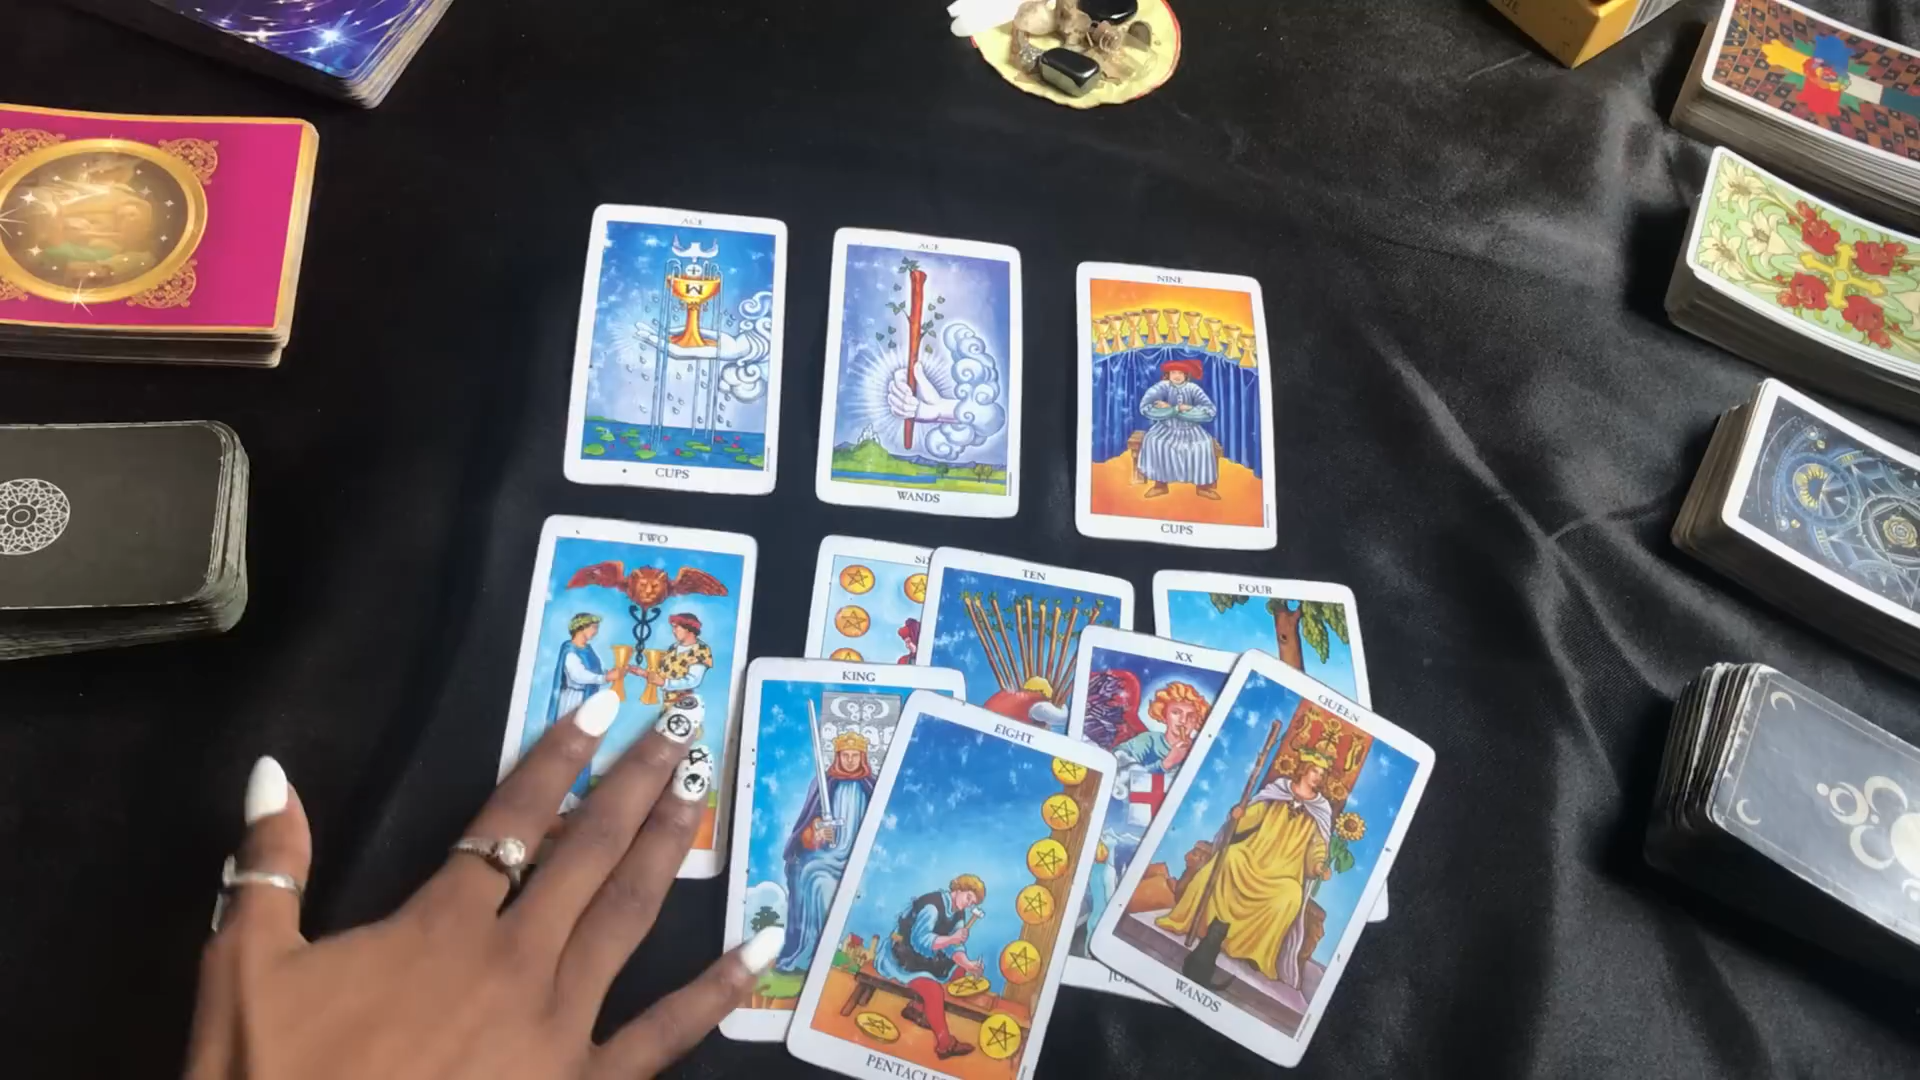 ACE
CUPS
ACE
WANDS
NINE
CUPS
TWO
TEN
FOUR
KING
EIGHT
PENTACLES
XX
QUEEN
WANDS